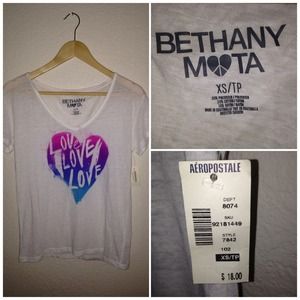 BETHANY
MOTA
LOVE
LOVE
LOVE
BETHANY
MOTA
XS/TP
AÉROPOSTALE
DEPT
8074
SKU
92181449
STYLE
7842
102
XS/TP
$ 18.00